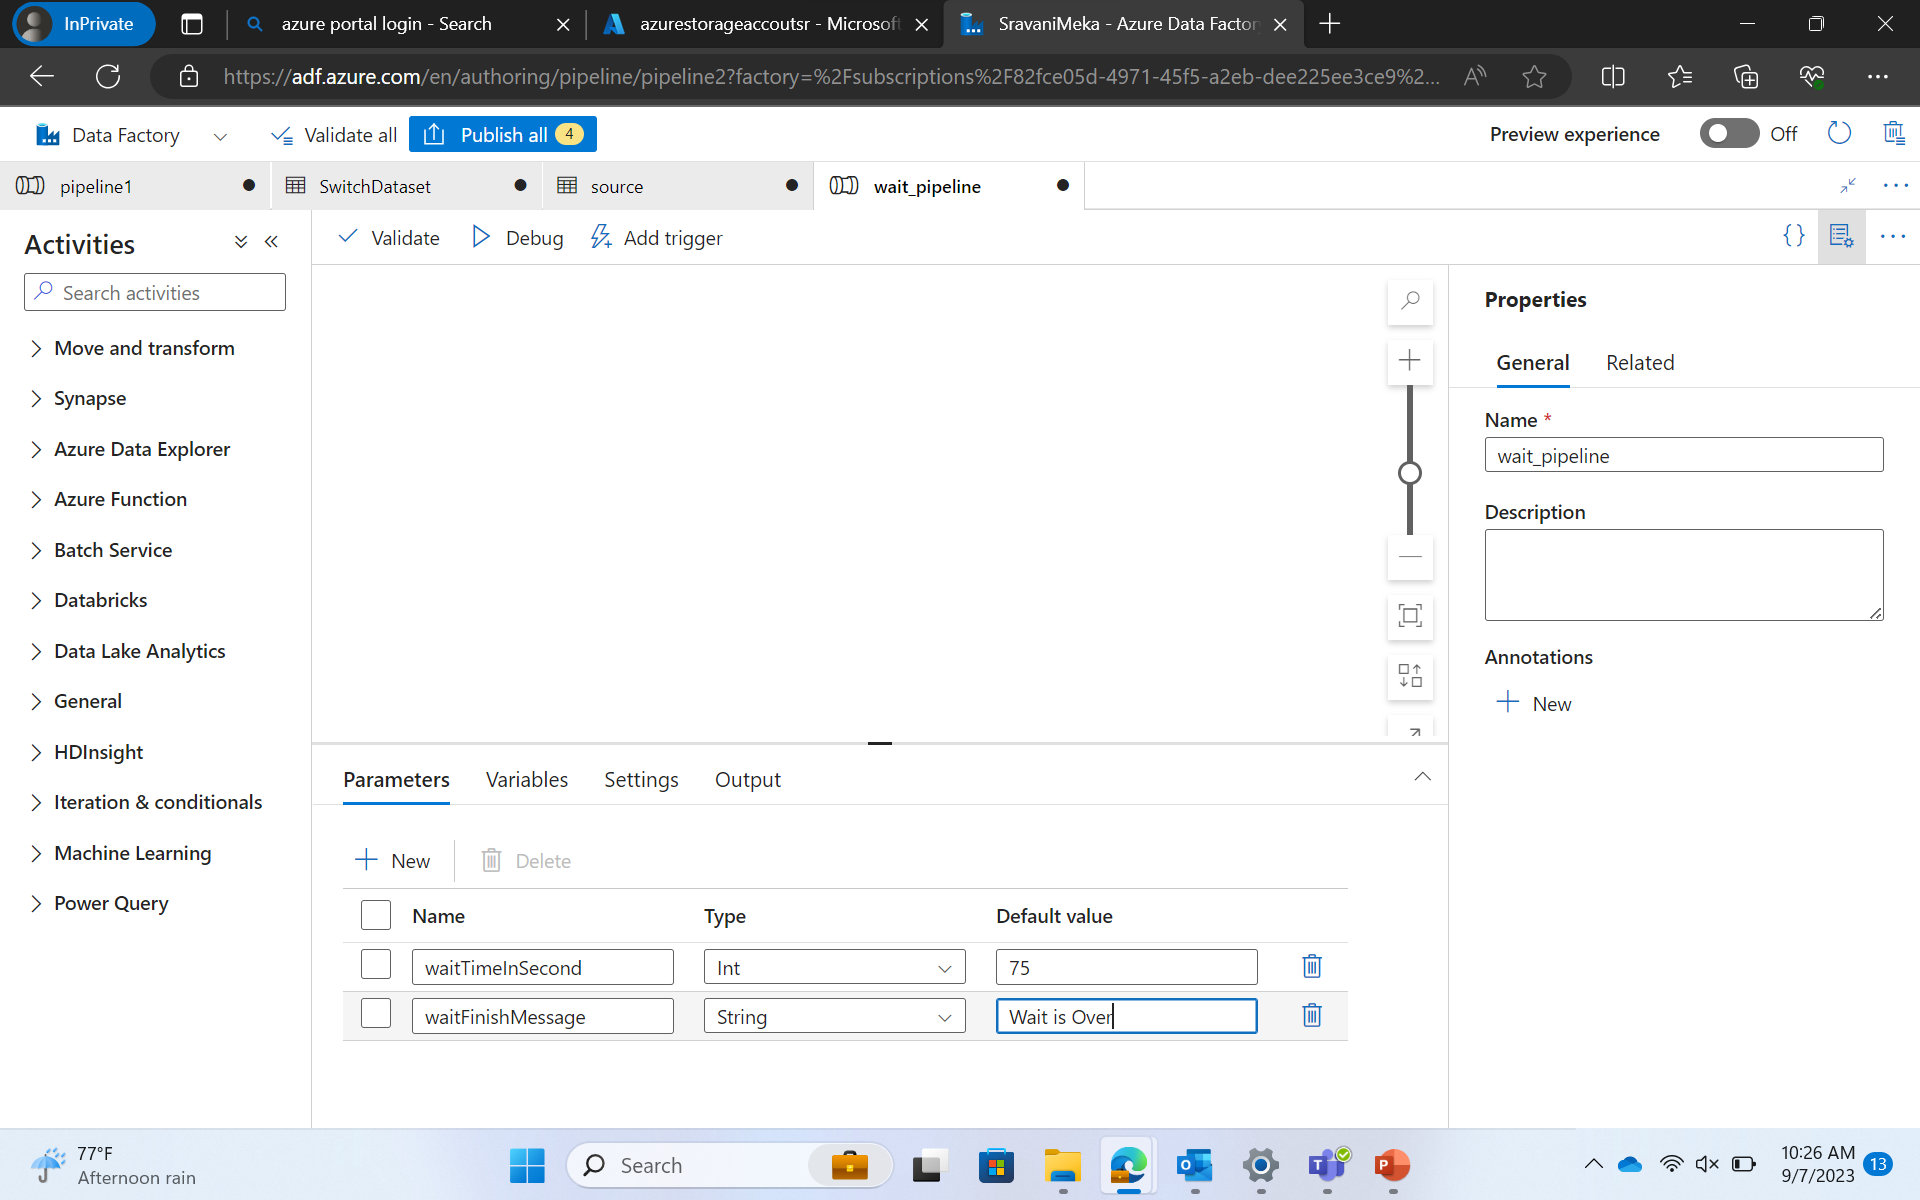 InPrivate
azure portal login - Search
azurestorageaccoutsr - Microsoft
SravaniMeka - Azure Data Factor
https://adf.azure.com/en/authoring/pipeline/pipeline2?factory=%2Fsubscriptions%2F82fce05d-4971-45f5-a2eb-dee225ee3ce9%2...
Data Factory
Validate all
Publish all 4
Preview experience
Off
pipeline1
SwitchDataset
source
wait_pipeline
Activities
Validate
Debug
Add trigger
Search activities
Move and transform
Synapse
Azure Data Explorer
Azure Function
Batch Service
Databricks
Data Lake Analytics
General
HDInsight
Iteration & conditionals
Machine Learning
Power Query
Properties
General
Related
Name *
wait_pipeline
Description
Annotations
New
Parameters
Variables
Settings
Output
New
Delete
Name
Type
Default value
waitTimeInSecond
Int
75
waitFinishMessage
String
Wait is Over
77°F
Afternoon rain
Search
10:26 AM
9/7/2023
13